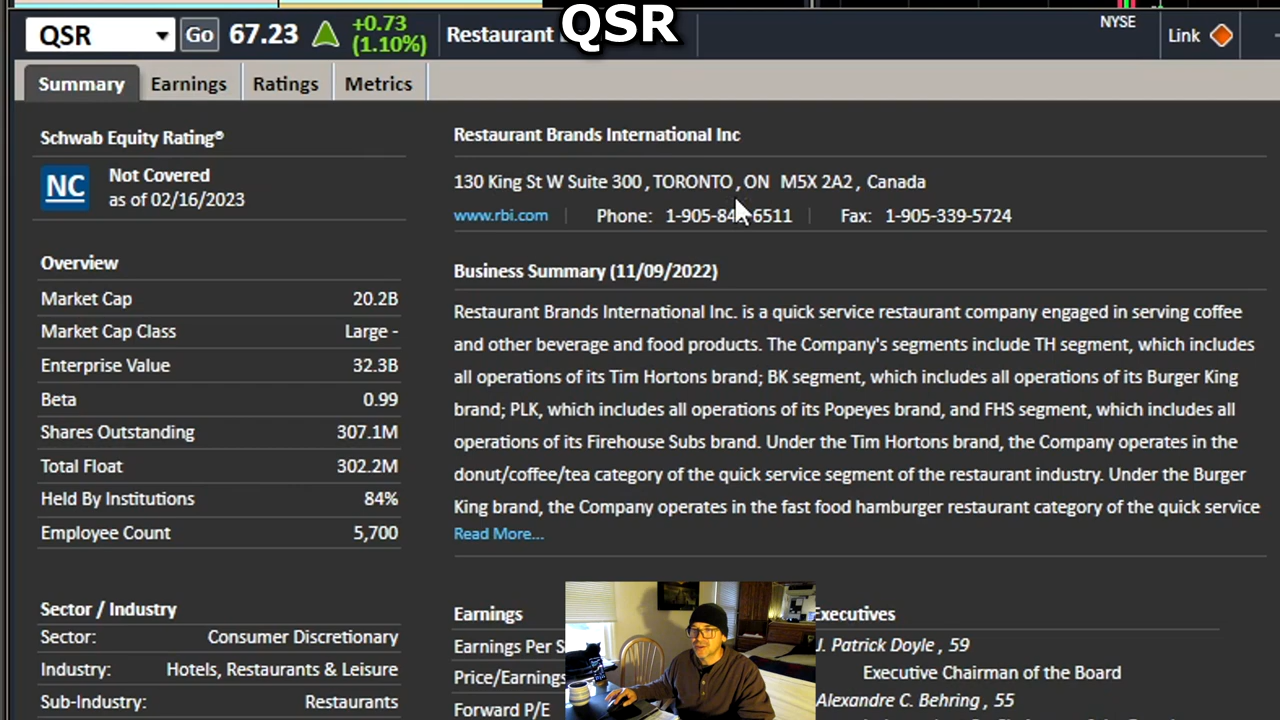 QSR Go 67.23 +0.73 (1.10%) Restaurant
QSR
NYSE
Link
Summary Earnings Ratings Metrics
Schwab Equity Rating®
NC
Not Covered
as of 02/16/2023
Overview
Market Cap 20.2B
Market Cap Class Large -
Enterprise Value 32.3B
Beta 0.99
Shares Outstanding 307.1M
Total Float 302.2M
Held By Institutions 84%
Employee Count 5,700
Sector / Industry
Sector: Consumer Discretionary
Industry: Hotels, Restaurants & Leisure
Sub-Industry: Restaurants
Restaurant Brands International Inc
130 King St W Suite 300 , TORONTO , ON M5X 2A2 , Canada
www.rbi.com Phone: 1-905-84 6511 Fax: 1-905-339-5724
Business Summary (11/09/2022)
Restaurant Brands International Inc. is a quick service restaurant company engaged in serving coffee
and other beverage and food products. The Company's segments include TH segment, which includes
all operations of its Tim Hortons brand; BK segment, which includes all operations of its Burger King
brand; PLK, which includes all operations of its Popeyes brand, and FHS segment, which includes all
operations of its Firehouse Subs brand. Under the Tim Hortons brand, the Company operates in the
donut/coffee/tea category of the quick service segment of the restaurant industry. Under the Burger
King brand, the Company operates in the fast food hamburger restaurant category of the quick service
Read More...
Earnings
Earnings Per S
Price/Earnings
Forward P/E
Executives
J. Patrick Doyle , 59
Executive Chairman of the Board
Alexandre C. Behring , 55